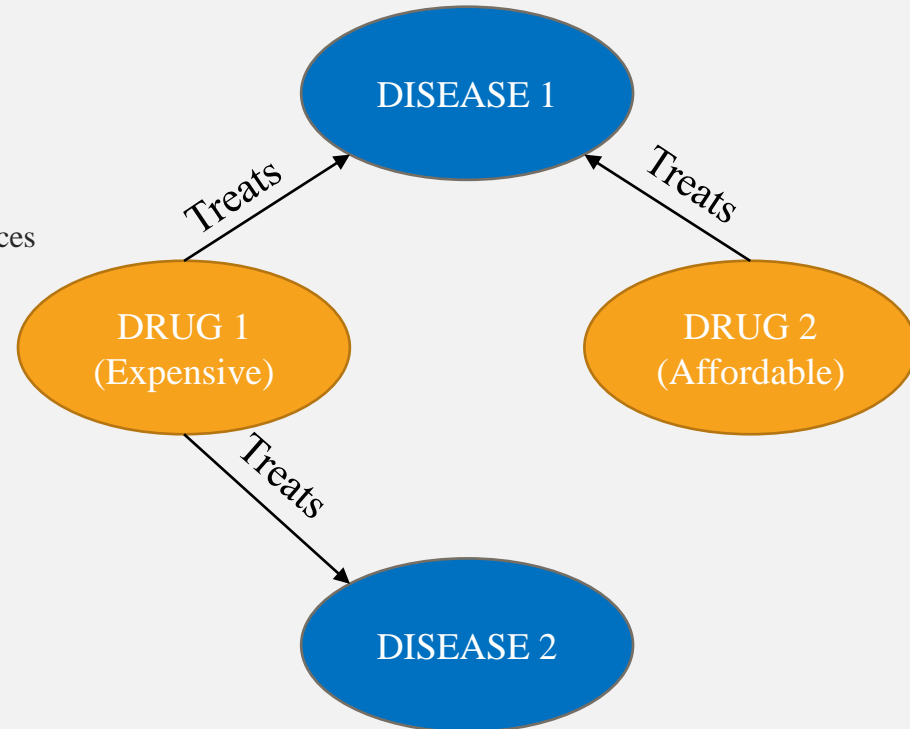 DISEASE 1
Treats
Treats
ces
DRUG 1
(Expensive)
DRUG 2
(Affordable)
Treats
DISEASE 2